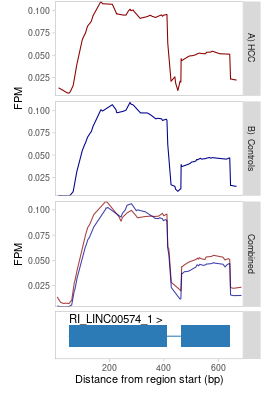 0.100
0.075
0.050
0.025
FPM
A) HCC
0.100
0.075
0.050
0.025
B): Controls
0.100
0.075
0.050
0.025
FPM
Combined
RI_LINC00574_1 >
200
400
600
Distance from region start (bp)